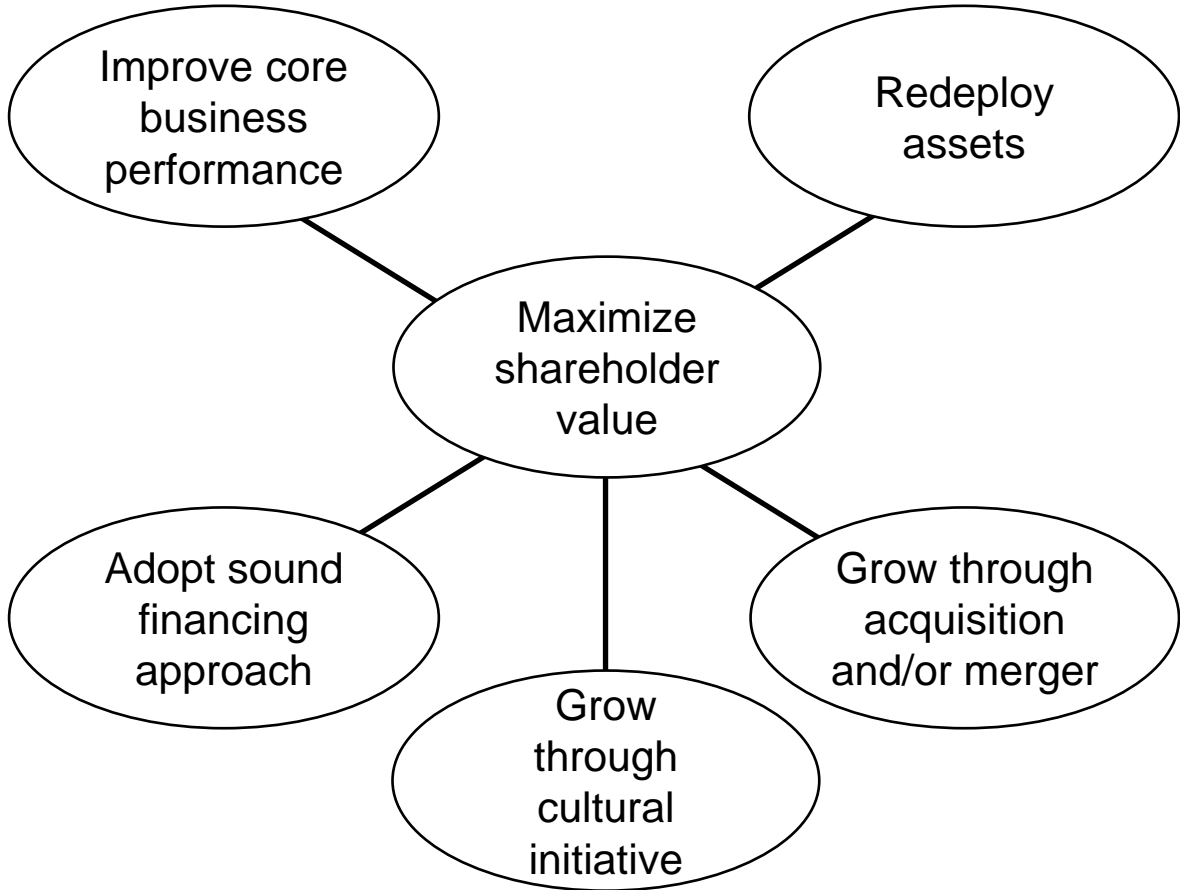 Improve core
business
performance
Redeploy
assets
Maximize
shareholder
value
Adopt sound
financing
approach
Grow through
acquisition
and/or merger
Grow
through
cultural
initiative